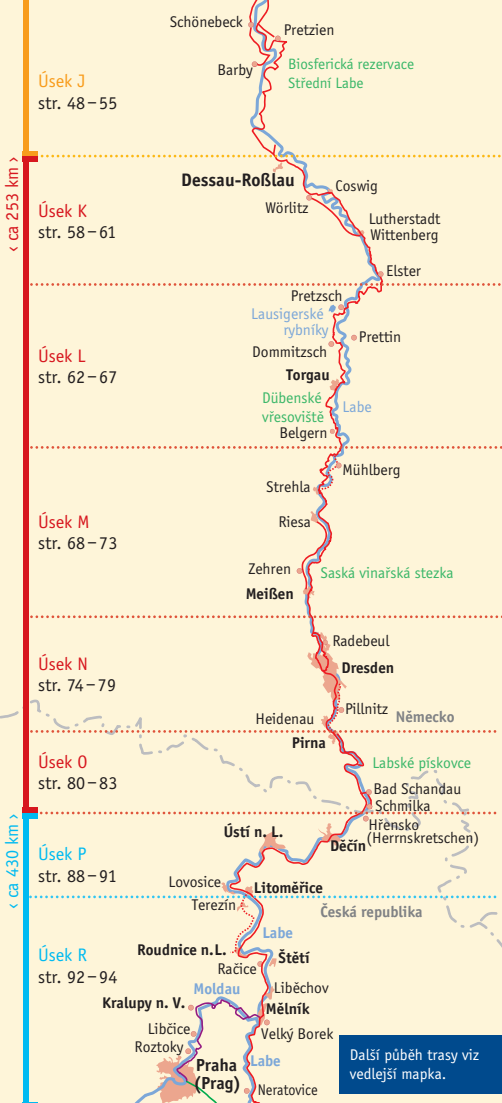 Schönebeck
Pretzien
Barby
Biosferická rezervace
Střední Labe
Úsek J
str. 48–55
Dessau-Roßlau
Coswig
Wörlitz
< ca 253 km >
Úsek K
str. 58–61
Lutherstadt
Wittenberg
Elster
Pretzsch
Lausigerské
rybníky
Prettin
Dommitzsch
Úsek L
str. 62–67
Torgau
Dübenské
vřesoviště
Labe
Belgern
Mühlberg
Strehla
Úsek M
str. 68–73
Riesa
Zehren
Saská vinařská stezka
Meißen
Radebeul
Úsek N
str. 74–79
Dresden
Pillnitz
Heidenau
Německo
Pirna
Úsek O
str. 80–83
Labské pískovce
Bad Schandau
Schmilka
Hřensko
(Herrnskretschen)
< ca 430 km >
Ústí n. L.
Děčín
Úsek P
str. 88–91
Lovosice
Litoměřice
Terezín
Česká republika
Labe
Úsek R
str. 92–94
Roudnice n.L.
Štětí
Račice
Moldau
Liběchov
Kralupy n. V.
Mělník
Libčice
Velký Borek
Roztoky
Praha
(Prag)
Labe
Neratovice
Další půběh trasy viz
vedlejší mapka.